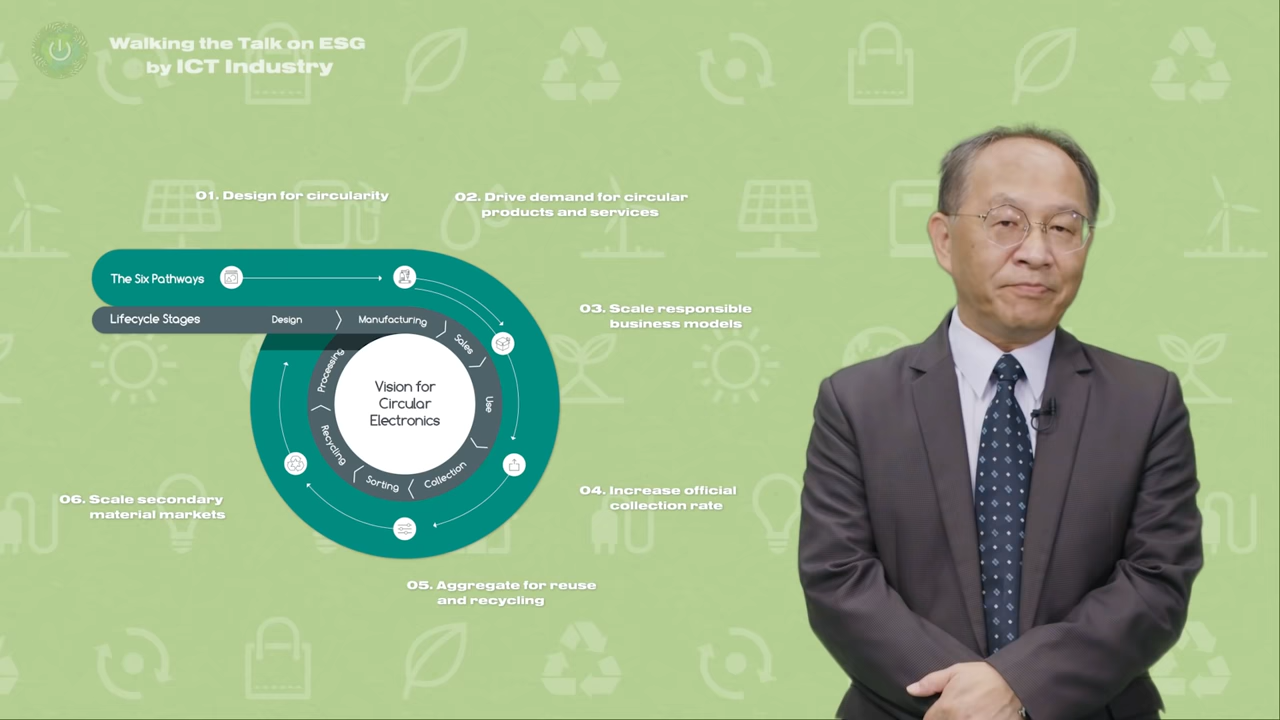 Walking the Talk on ESG
by ICT Industry
01. Design for circularity
02. Drive demand for circular
products and services
The Six Pathways
Lifecycle Stages
Design
Manufacturing
Sales
Use
Collection
Sorting
Recycling
Processing
Vision for
Circular
Electronics
03. Scale responsible
business models
04. Increase official
collection rate
05. Aggregate for reuse
and recycling
06. Scale secondary
material markets